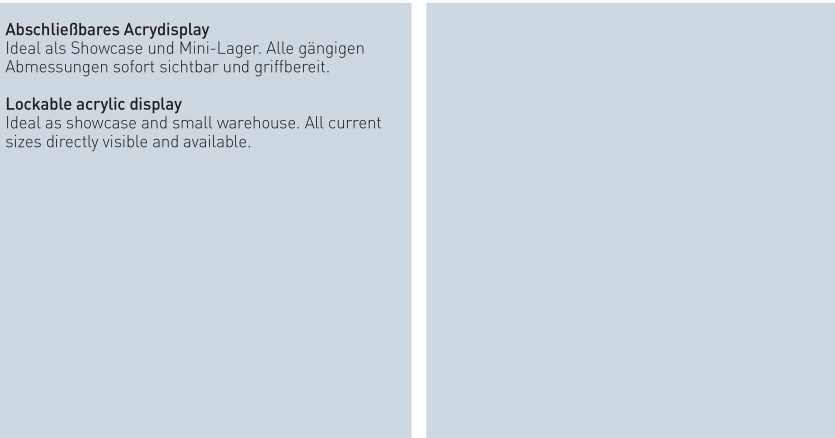 Abschließbares Acrydisplay
Ideal als Showcase und Mini-Lager. Alle gängigen
Abmessungen sofort sichtbar und griffbereit.
Lockable acrylic display
Ideal as showcase and small warehouse. All current
sizes directly visible and available.